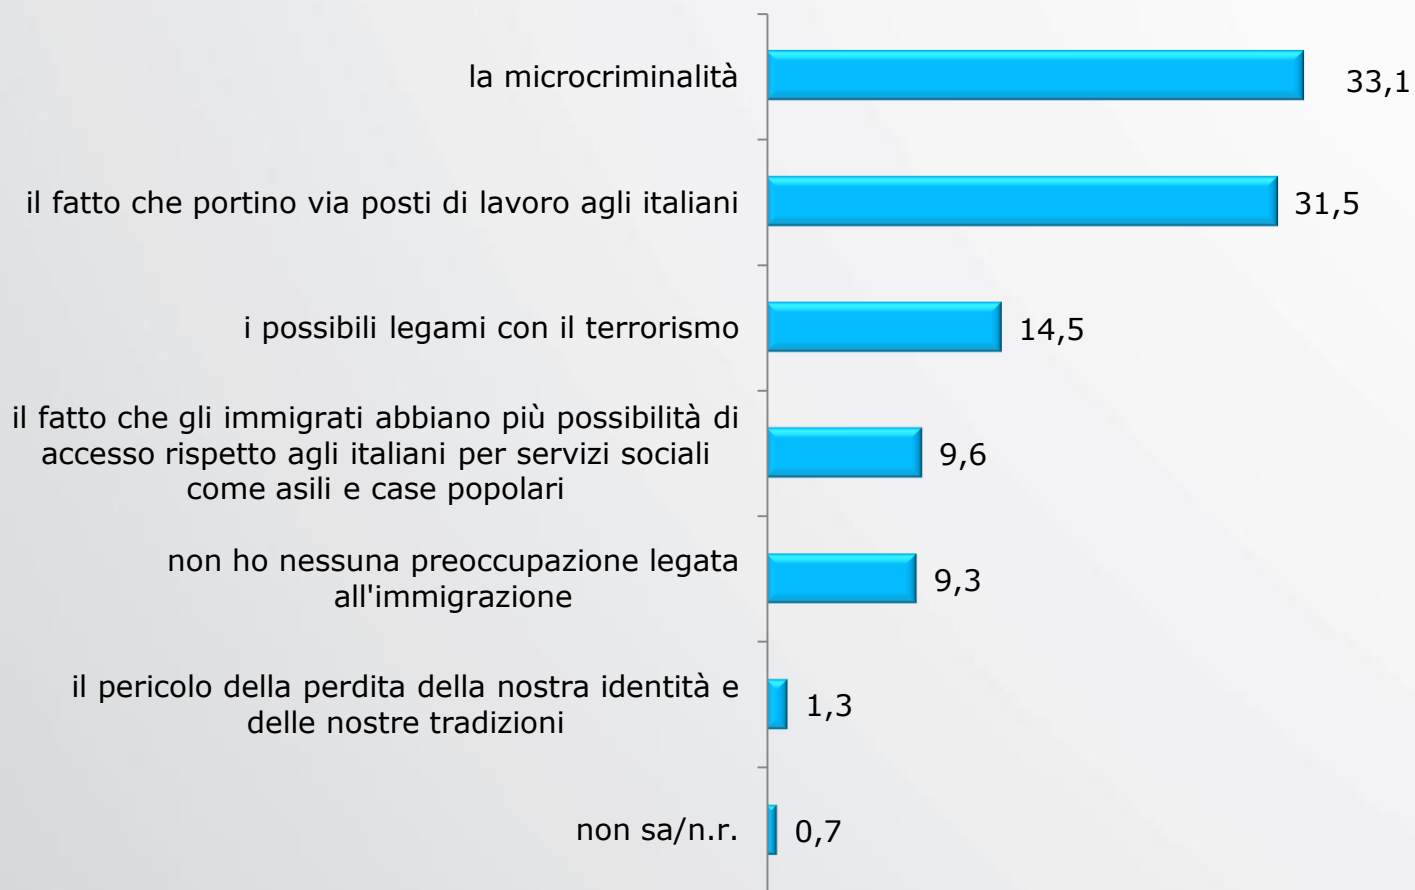 la microcriminalità 33,1
il fatto che portino via posti di lavoro agli italiani 31,5
i possibili legami con il terrorismo 14,5
il fatto che gli immigrati abbiano più possibilità di
accesso rispetto agli italiani per servizi sociali 9,6
come asili e case popolari
non ho nessuna preoccupazione legata
all'immigrazione 9,3
il pericolo della perdita della nostra identità e
delle nostre tradizioni 1,3
non sa/n.r. 0,7